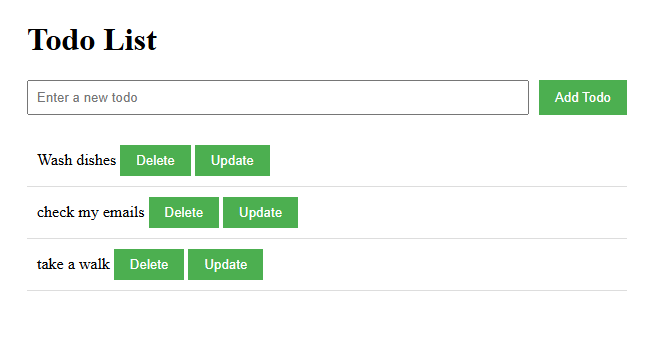 Todo List
Enter a new todo Add Todo
Wash dishes Delete Update
check my emails Delete Update
take a walk Delete Update